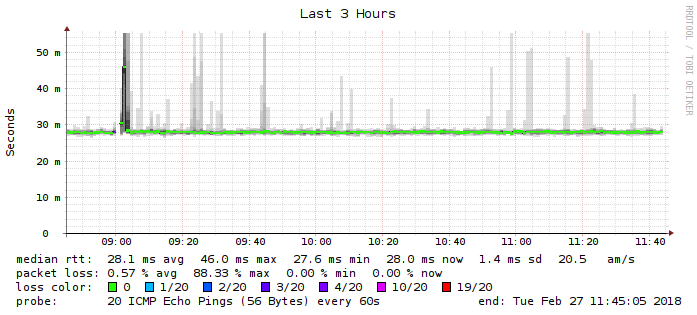 Last 3 Hours
RRDTOOL / TOBI OETIKER
Seconds
50 m
40 m
30 m
20 m
10 m
0
09:00 09:20 09:40 10:00 10:20 10:40 11:00 11:20 11:40
median rtt: 28.1 ms avg 46.0 ms max 27.6 ms min 28.0 ms now 1.4 ms sd 20.5 am/s
packet loss: 0.57 % avg 88.33 % max 0.00 % min 0.00 % now
loss color: 0 1/20 2/20 3/20 4/20 10/20 19/20
probe: 20 ICMP Echo Pings (56 Bytes) every 60s end: Tue Feb 27 11:45:05 2018